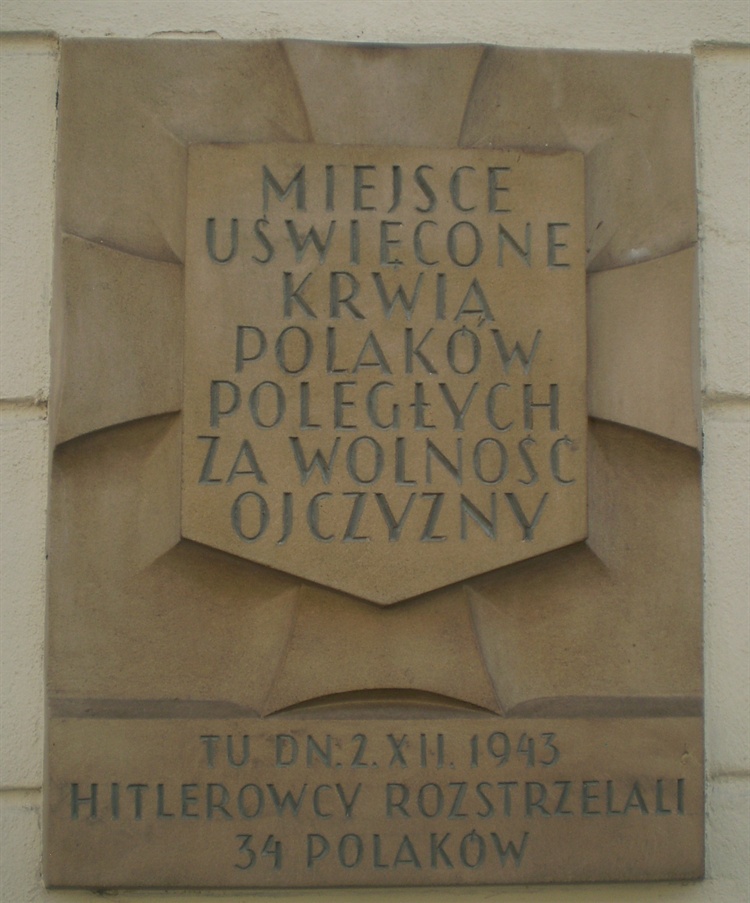 MIEJSCE
UŚWIĘCONE
KRWIĄ
POLAKÓW
POLEGŁYCH
ZA WOLNOŚĆ
OJCZYZNY
TU DN. 2. XII. 1943
HITLEROWCY ROZSTRZELALI
34 POLAKÓW